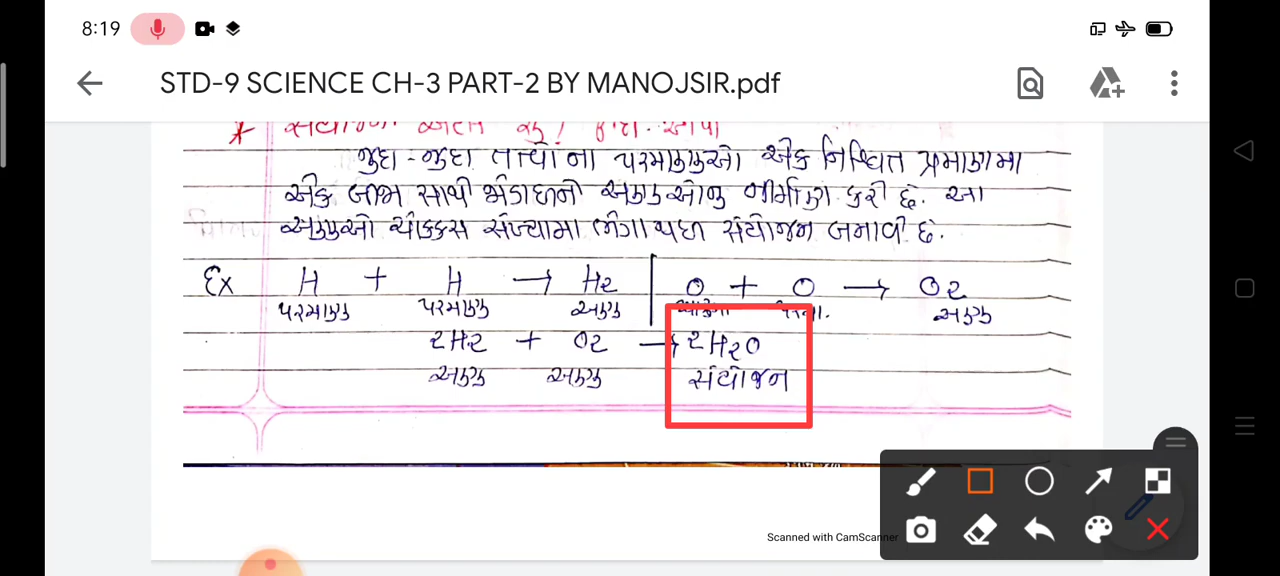 8:19
STD-9 SCIENCE CH-3 PART-2 BY MANOJSIR.pdf
જુદા-જુદા તત્વોના પરમાણુઓ એક નિશ્ચિત પ્રમાણમા
એક બીજા સાથે જોડાઇને અણુઓનુ નિર્માણ કરે છે. આ
અણુઓ ચોક્કસ સંખ્યામા ભેગા થઇ સંયોજન બનાવે છે.
Ex H + H → H2 | O + O → O2
પરમાણુ પરમાણુ અણુ અણુ
2H2 + O2 → 2H2O
અણુ અણુ સંયોજન
Scanned with CamScanner